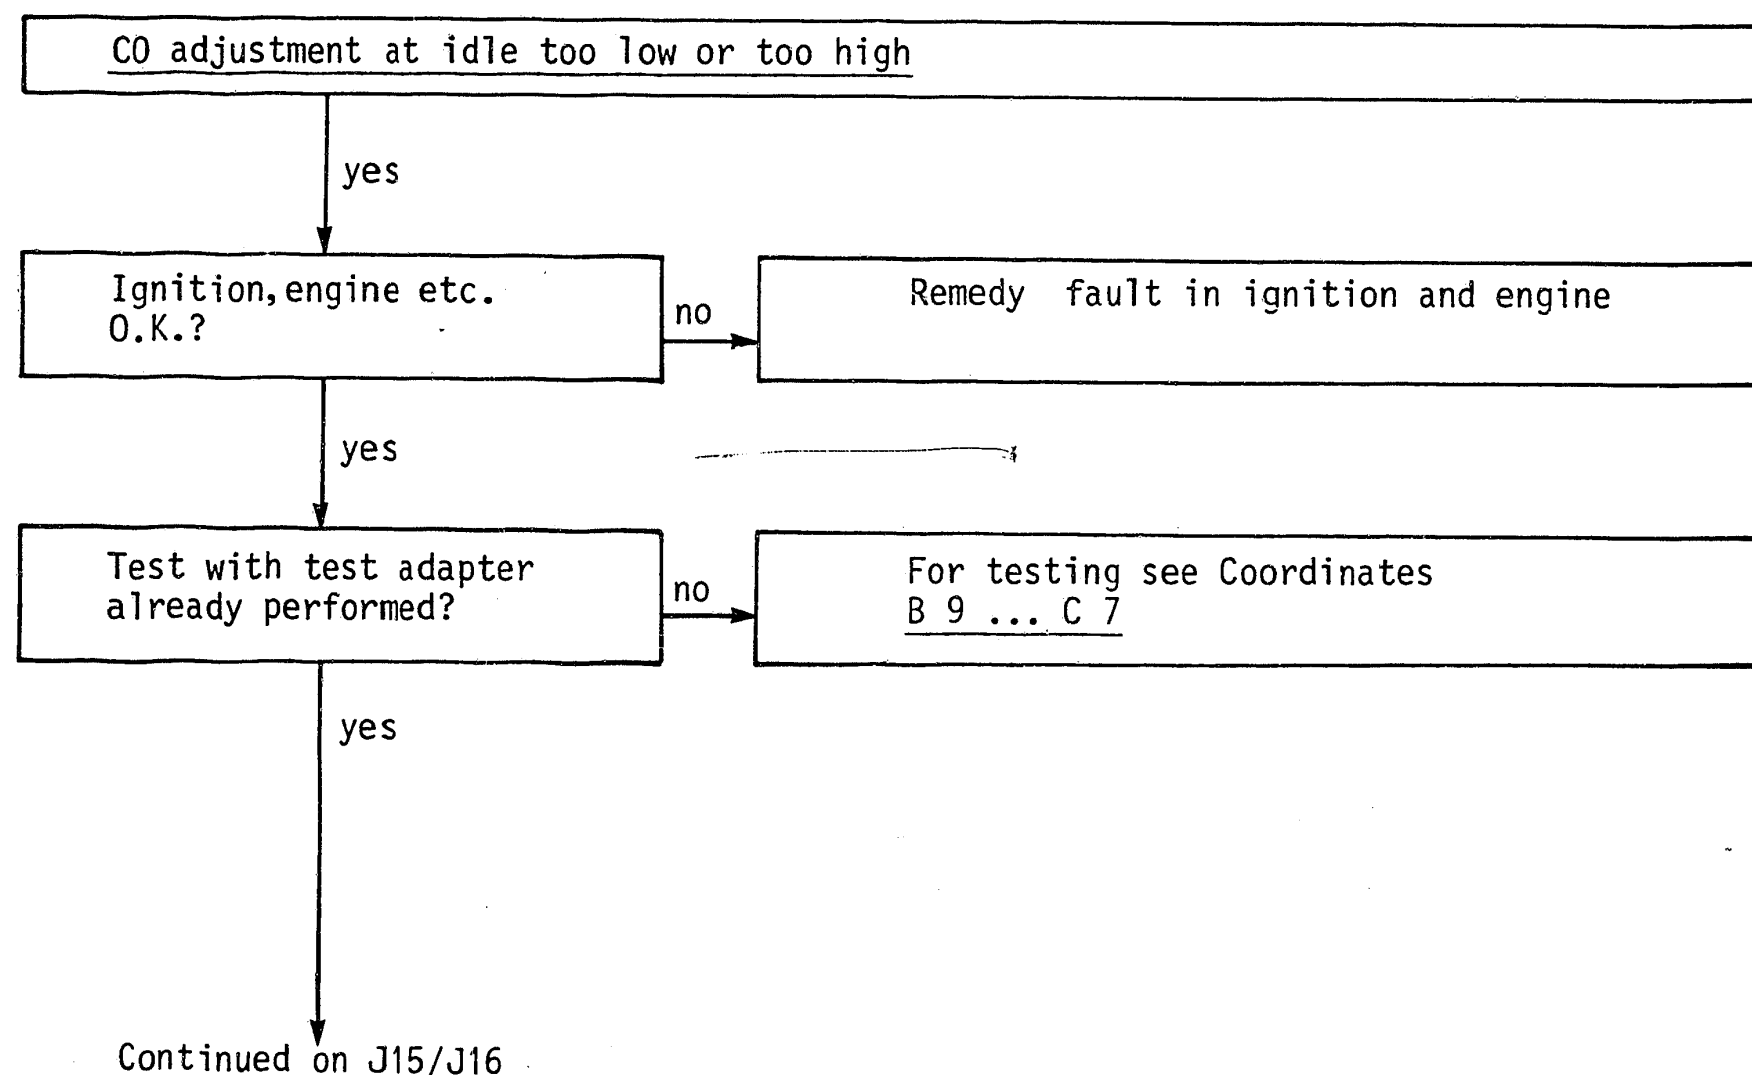 CO adjustment at idle too low or too high
yes
Ignition, engine etc.
O.K.?
no
Remedy fault in ignition and engine
yes
Test with test adapter
already performed?
no
For testing see Coordinates
B 9 ... C 7
yes
Continued on J15/J16